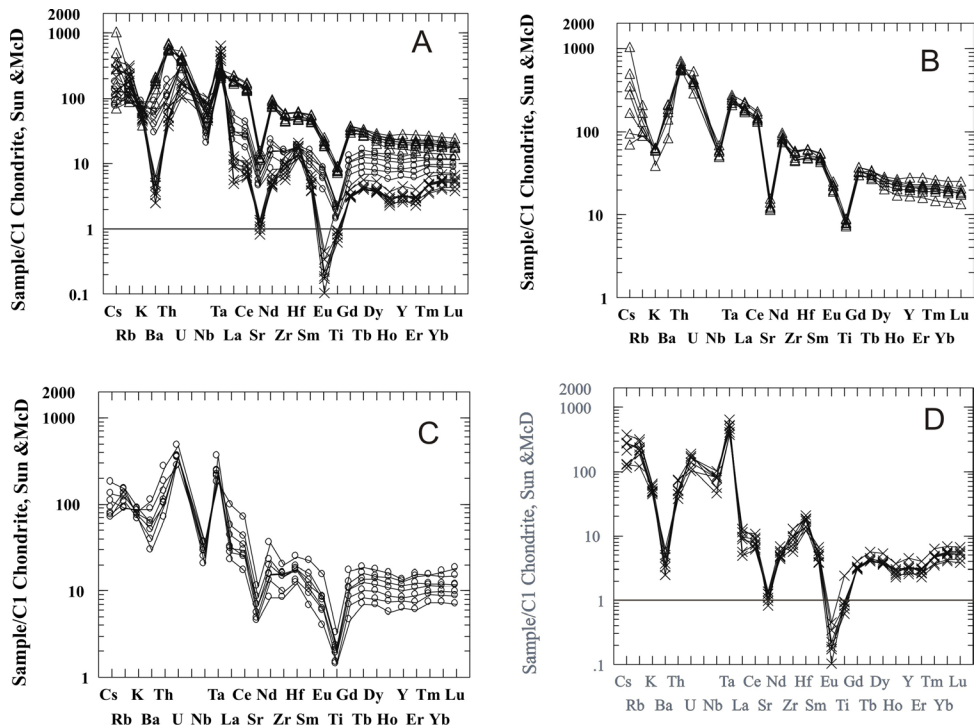 A
Sample/C1 Chondrite, Sun &McD
2000
1000
100
10
1
0.1
Cs K Th Ta Ce Nd Hf Eu Gd Dy Y Tm Lu
Rb Ba U Nb La Sr Zr Sm Ti Tb Ho Er Yb
B
Sample/C1 Chondrite, Sun &McD
2000
1000
100
10
1
Cs K Th Ta Ce Nd Hf Eu Gd Dy Y Tm Lu
Rb Ba U Nb La Sr Zr Sm Ti Tb Ho Er Yb
C
Sample/C1 Chondrite, Sun &McD
2000
1000
100
10
1
Cs K Th Ta Ce Nd Hf Eu Gd Dy Y Tm Lu
Rb Ba U Nb La Sr Zr Sm Ti Tb Ho Er Yb
D
Sample/C1 Chondrite, Sun &McD
2000
1000
100
10
1
.1
Cs K Th Ta Ce Nd Hf Eu Gd Dy Y Tm Lu
Rb Ba U Nb La Sr Zr Sm Ti Tb Ho Er Yb